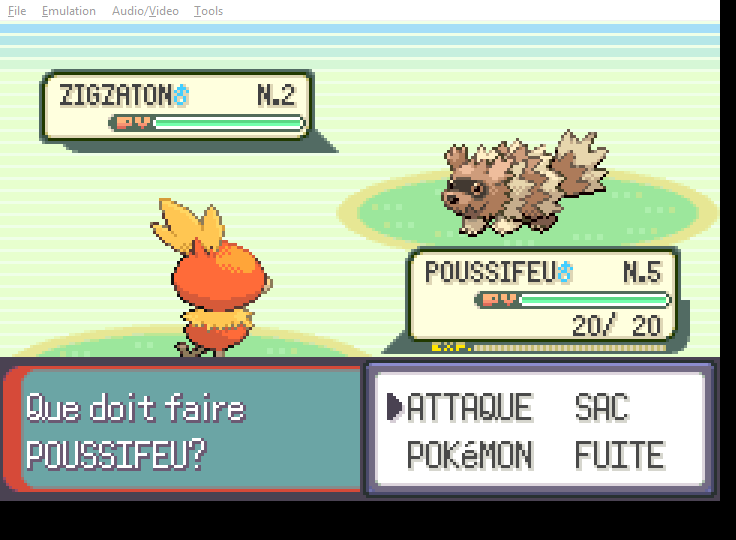 File Emulation Audio/Video Tools
ZIGZATON♂ N.2
PV
POUSSIFEU♂ N.5
PV
20/ 20
EXP.
Que doit faire
POUSSIFEU?
ATTAQUE SAC
POKéMON FUITE